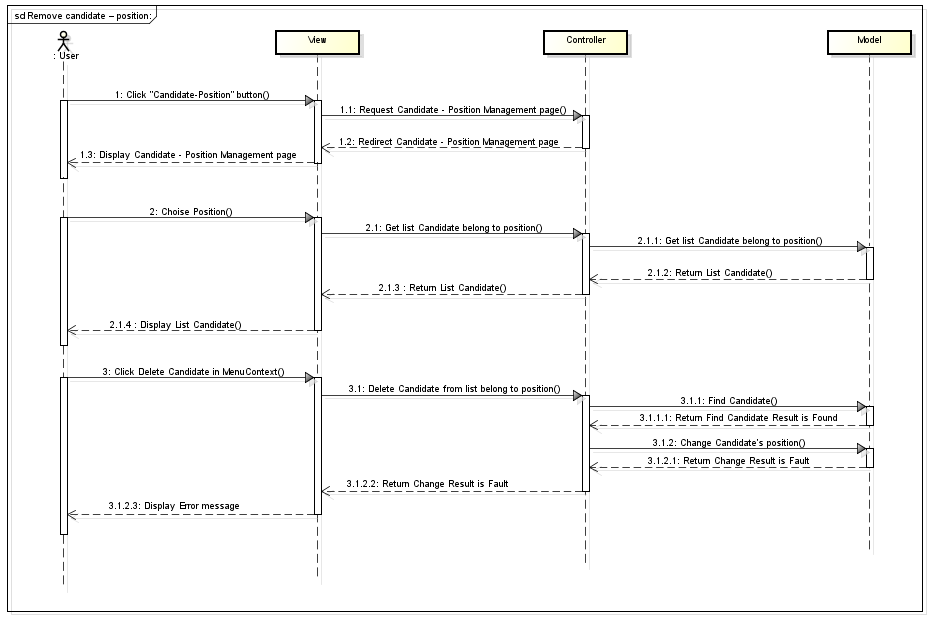 sd Remove candidate – position:
: User
View
Controller
Model
1: Click "Candidate-Position" button()
1.1: Request Candidate - Position Management page()
1.2: Redirect Candidate - Position Management page
1.3: Display Candidate - Position Management page
2: Choise Position()
2.1: Get list Candidate belong to position()
2.1.1: Get list Candidate belong to position()
2.1.2: Return List Candidate()
2.1.3 : Return List Candidate()
2.1.4 : Display List Candidate()
3: Click Delete Candidate in MenuContext()
3.1: Delete Candidate from list belong to position()
3.1.1: Find Candidate()
3.1.1.1: Return Find Candidate Result is Found
3.1.2: Change Candidate's position()
3.1.2.1: Return Change Result is Fault
3.1.2.2: Return Change Result is Fault
3.1.2.3: Display Error message